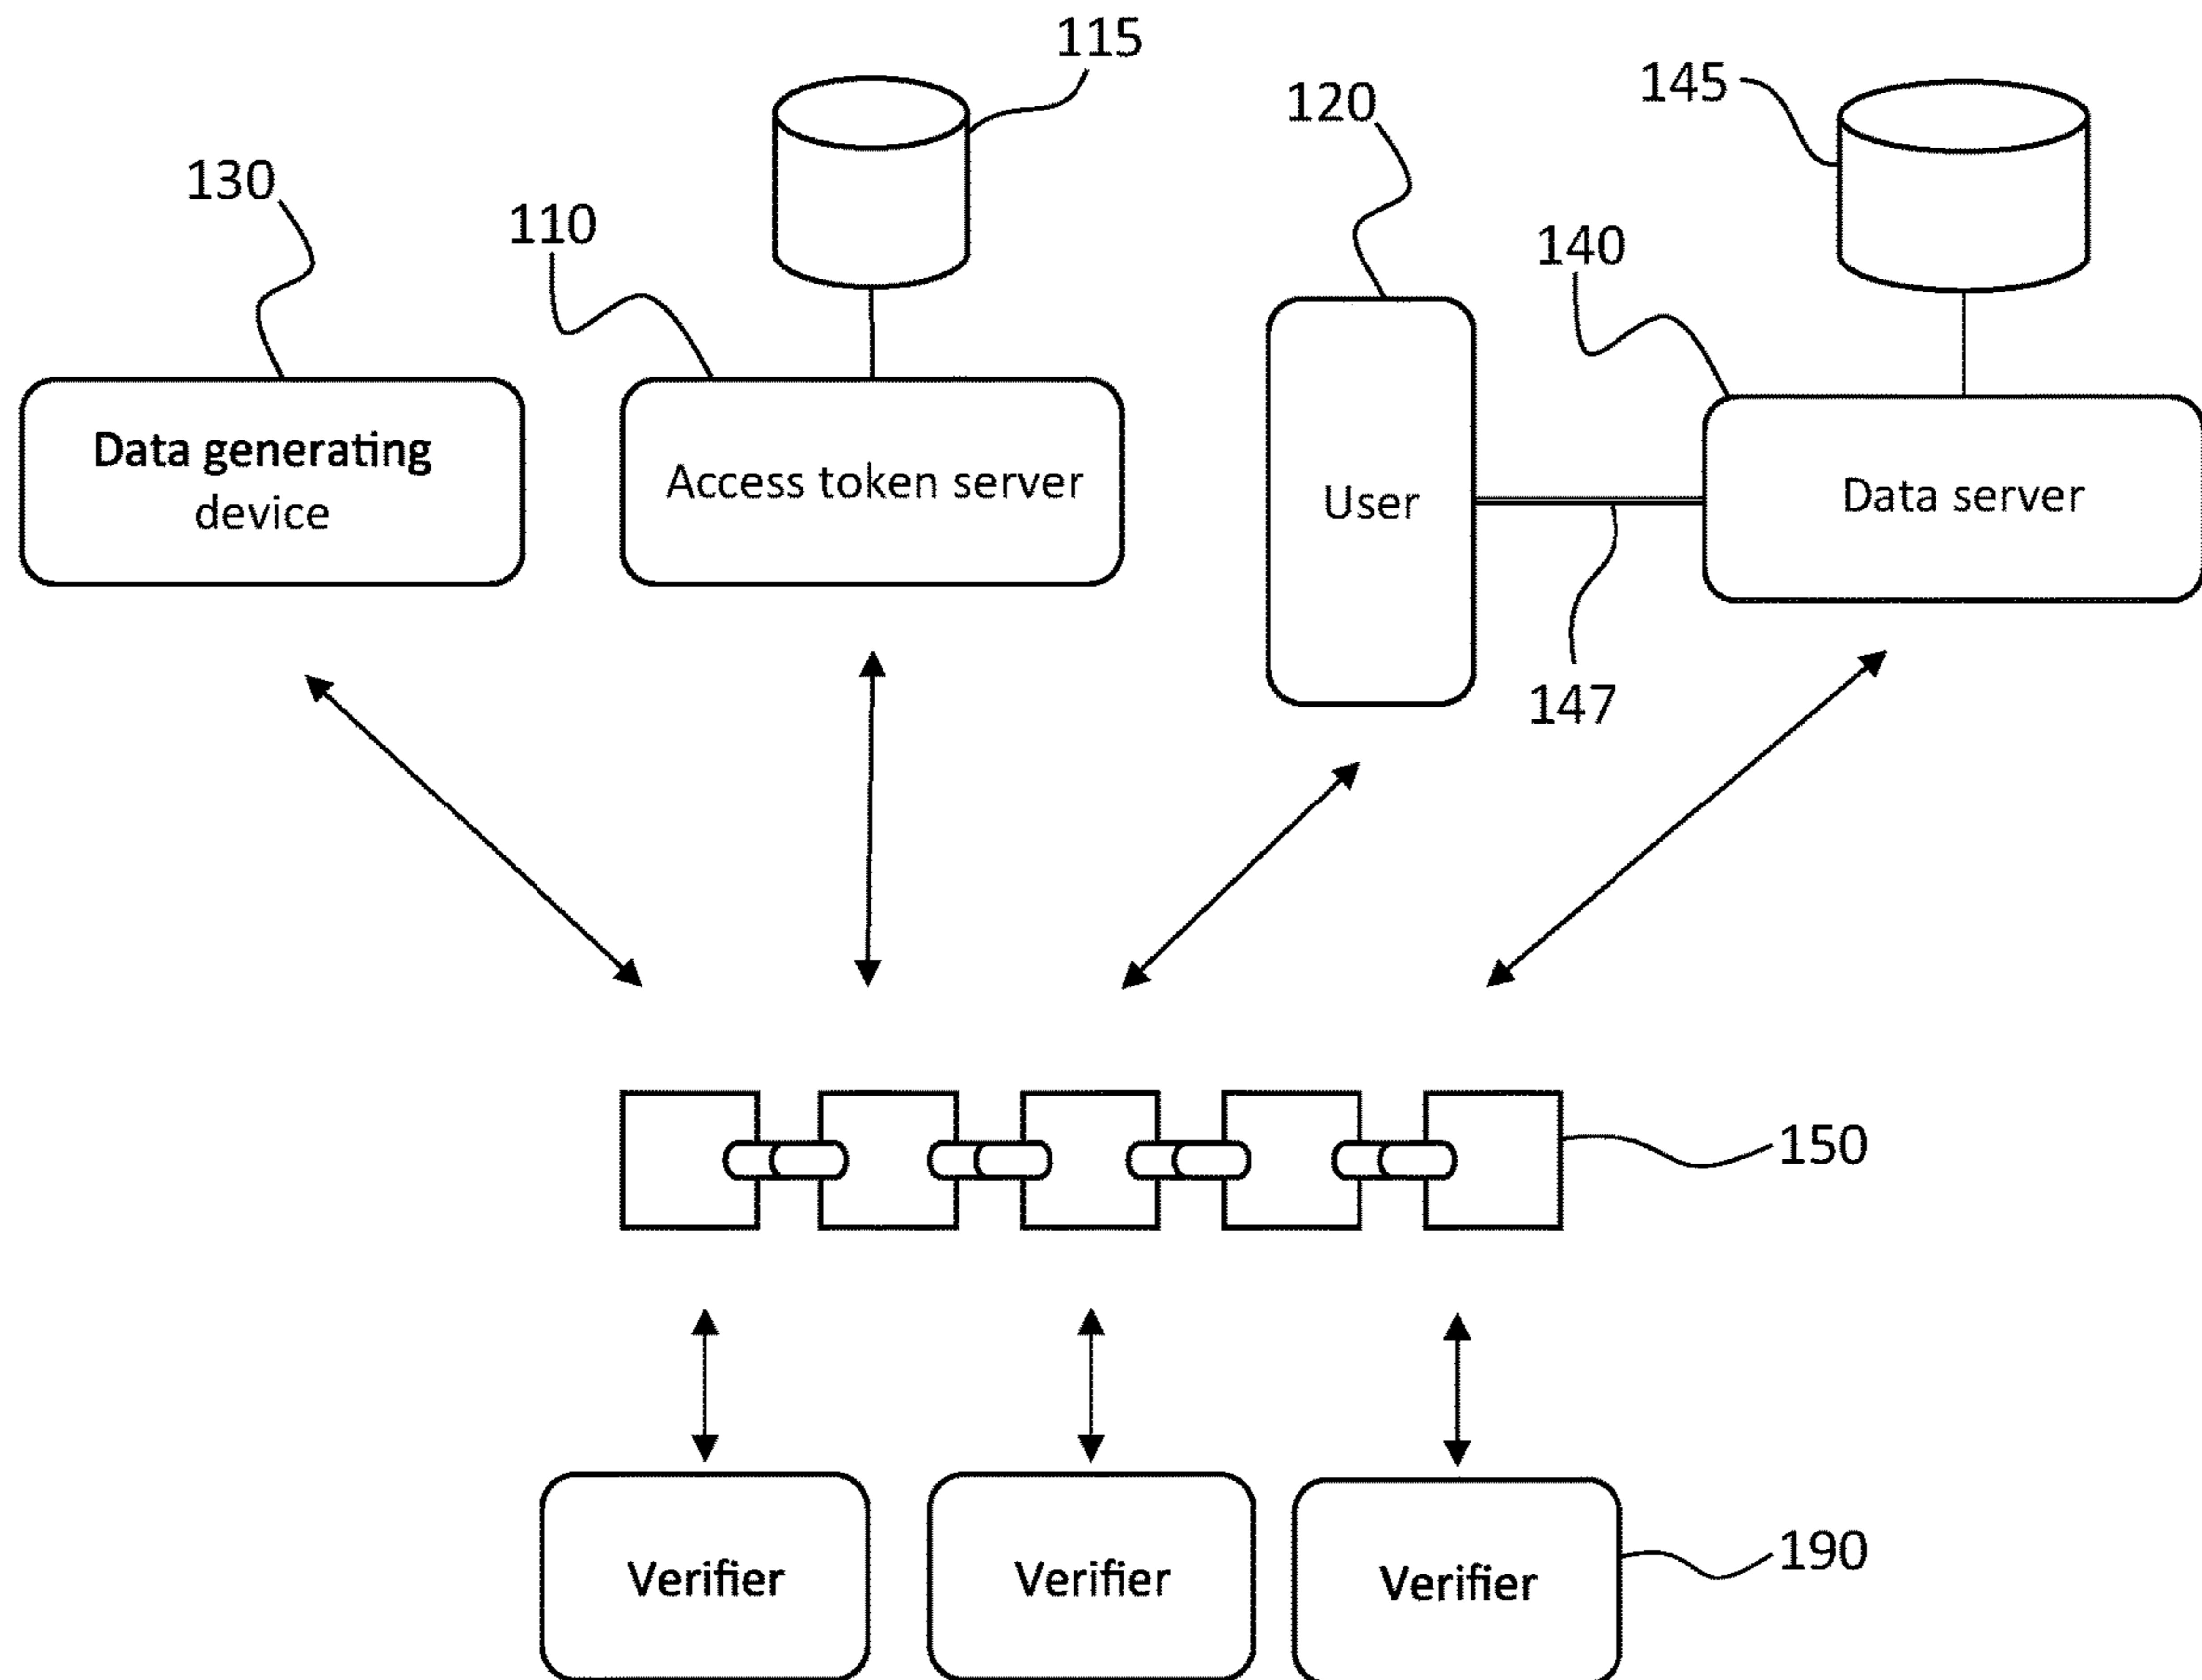 115
120
145
130
110
140
Data generating
device
Access token server
User
Data server
147
150
Verifier
Verifier
Verifier
190